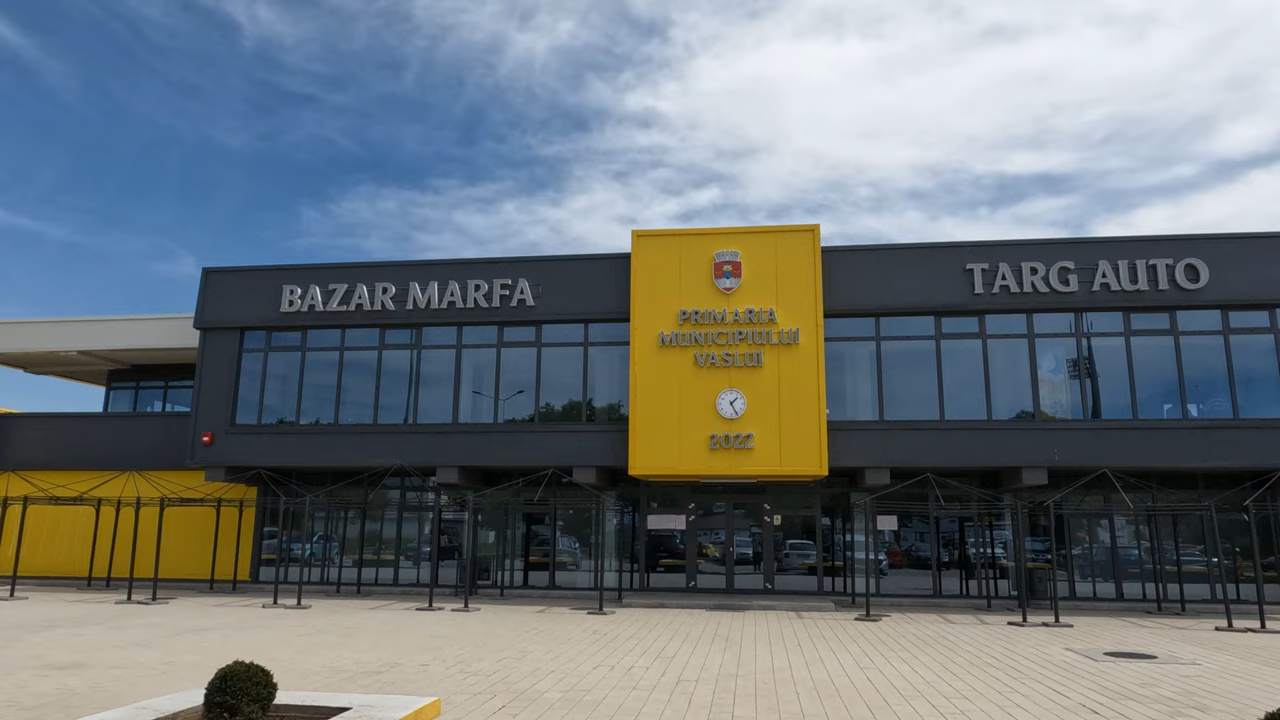 BAZAR MARFA
PRIMARIA
MUNICIPIULUI
VASLUI
2022
TARG AUTO